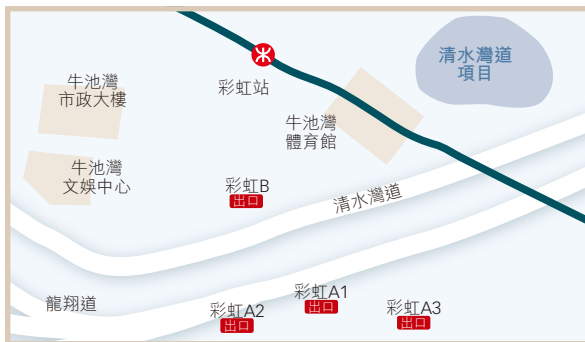 清水灣道
項目
牛池灣
市政大樓
彩虹站
牛池灣
體育館
牛池灣
文娛中心
彩虹B
出口
清水灣道
龍翔道
彩虹A1
出口
彩虹A2
出口
彩虹A3
出口